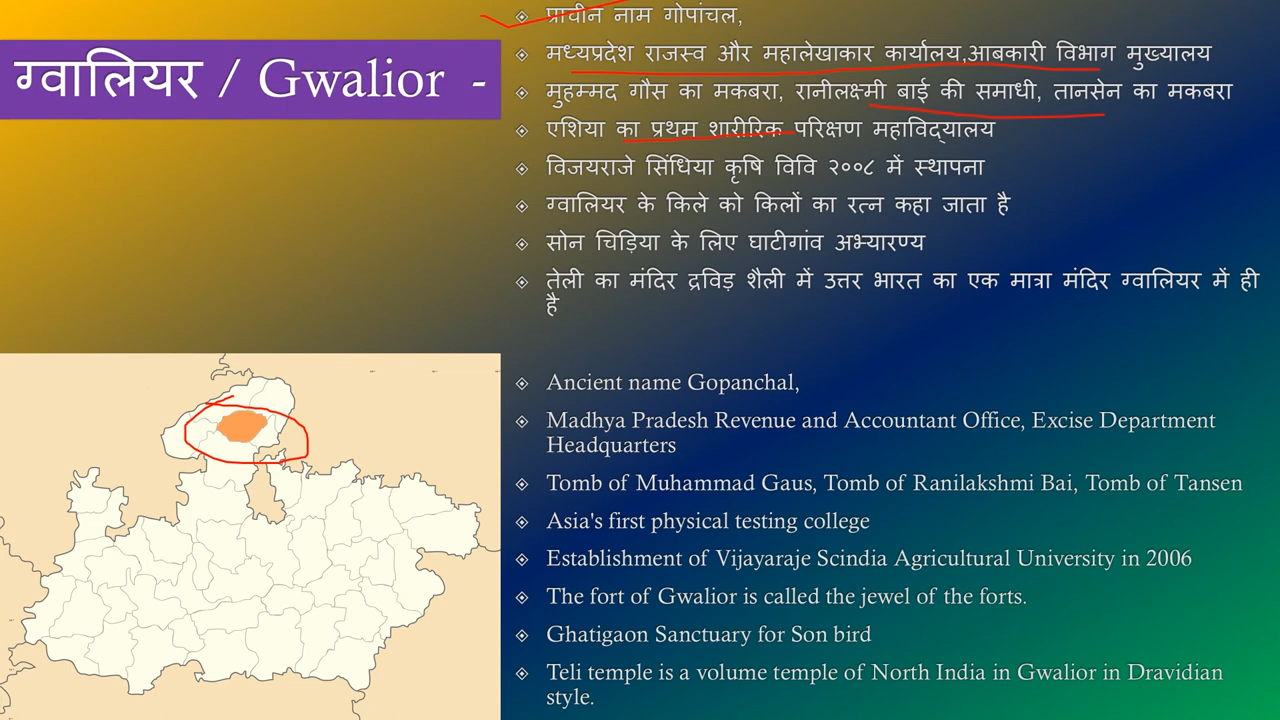 ग्वालियर / Gwalior -
प्राचीन नाम गोपांचल,
मध्यप्रदेश राजस्व और महालेखाकार कार्यालय,आबकारी विभाग मुख्यालय
मुहम्मद गौस का मकबरा, रानीलक्ष्मी बाई की समाधी, तानसेन का मकबरा
एशिया का प्रथम शारीरिक परिक्षण महाविद्यालय
विजयराजे सिंधिया कृषि विवि २००८ में स्थापना
ग्वालियर के किले को किलों का रत्न कहा जाता है
सोन चिड़िया के लिए घाटीगांव अभ्यारण्य
तेली का मंदिर द्रविड़ शैली में उत्तर भारत का एक मात्रा मंदिर ग्वालियर में ही
है
Ancient name Gopanchal,
Madhya Pradesh Revenue and Accountant Office, Excise Department
Headquarters
Tomb of Muhammad Gaus, Tomb of Ranilakshmi Bai, Tomb of Tansen
Asia's first physical testing college
Establishment of Vijayaraje Scindia Agricultural University in 2006
The fort of Gwalior is called the jewel of the forts.
Ghatigaon Sanctuary for Son bird
Teli temple is a volume temple of North India in Gwalior in Dravidian
style.